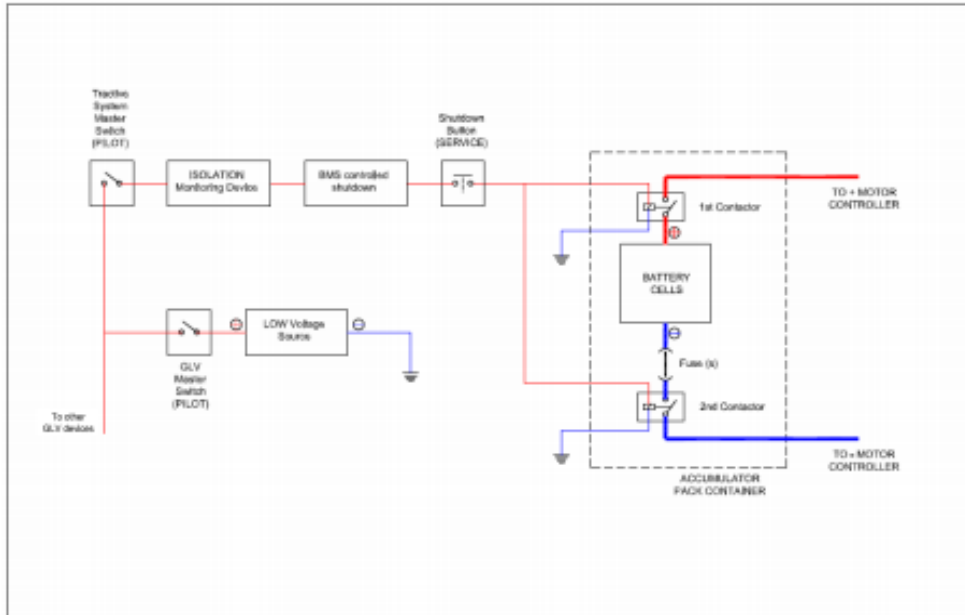 Tractive
System
Master
Switch
(PILOT)
ISOLATION
Monitoring Device
BMS controlled
shutdown
Shutdown
Button
(SERVICE)
1st Contactor
TO + MOTOR
CONTROLLER
BATTERY
CELLS
LOW Voltage
Source
GLV
Master
Switch
(PILOT)
Fuse (s)
To other
GLV devices
2nd Contactor
TO - MOTOR
CONTROLLER
ACCUMULATOR
PACK CONTAINER